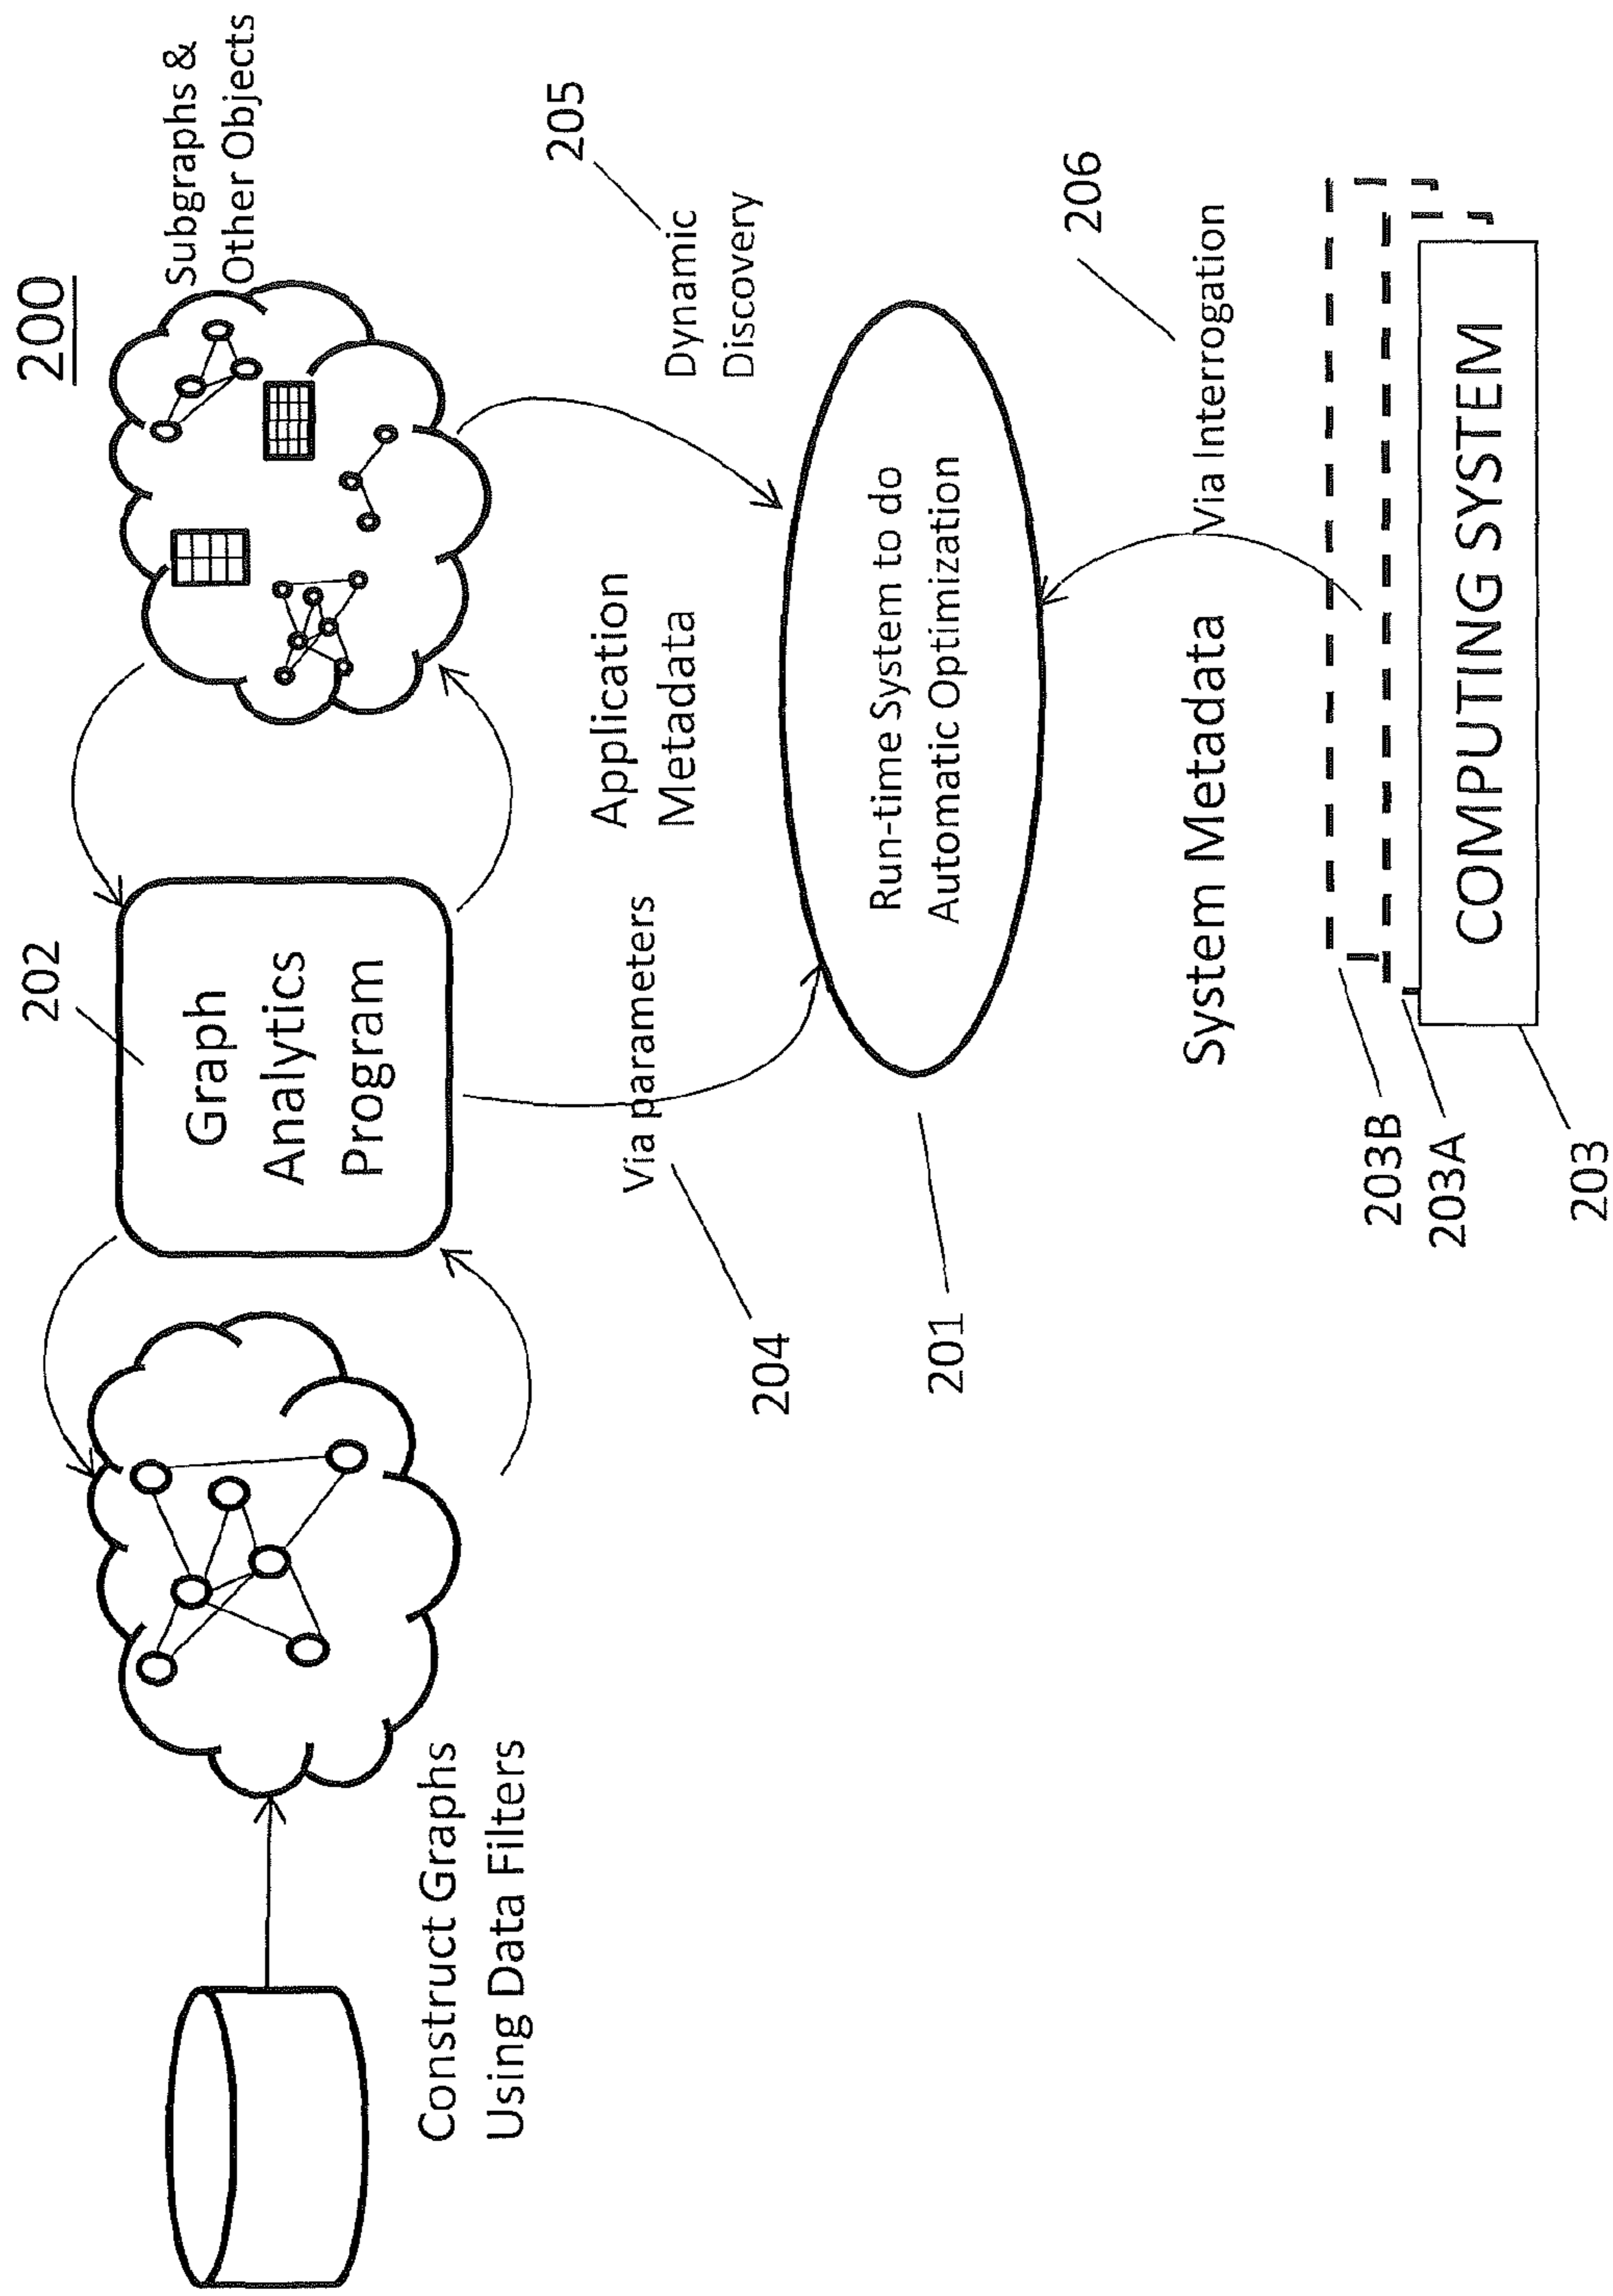 200
Subgraphs &
Other Objects
202
Graph
Analytics
Program
Construct Graphs
Using Data Filters
205
Dynamic
Discovery
Application
Metadata
Via parameters
204
Run-time System to do
Automatic Optimization
201
206
Via Interrogation
System Metadata
203B
203A
COMPUTING SYSTEM
203